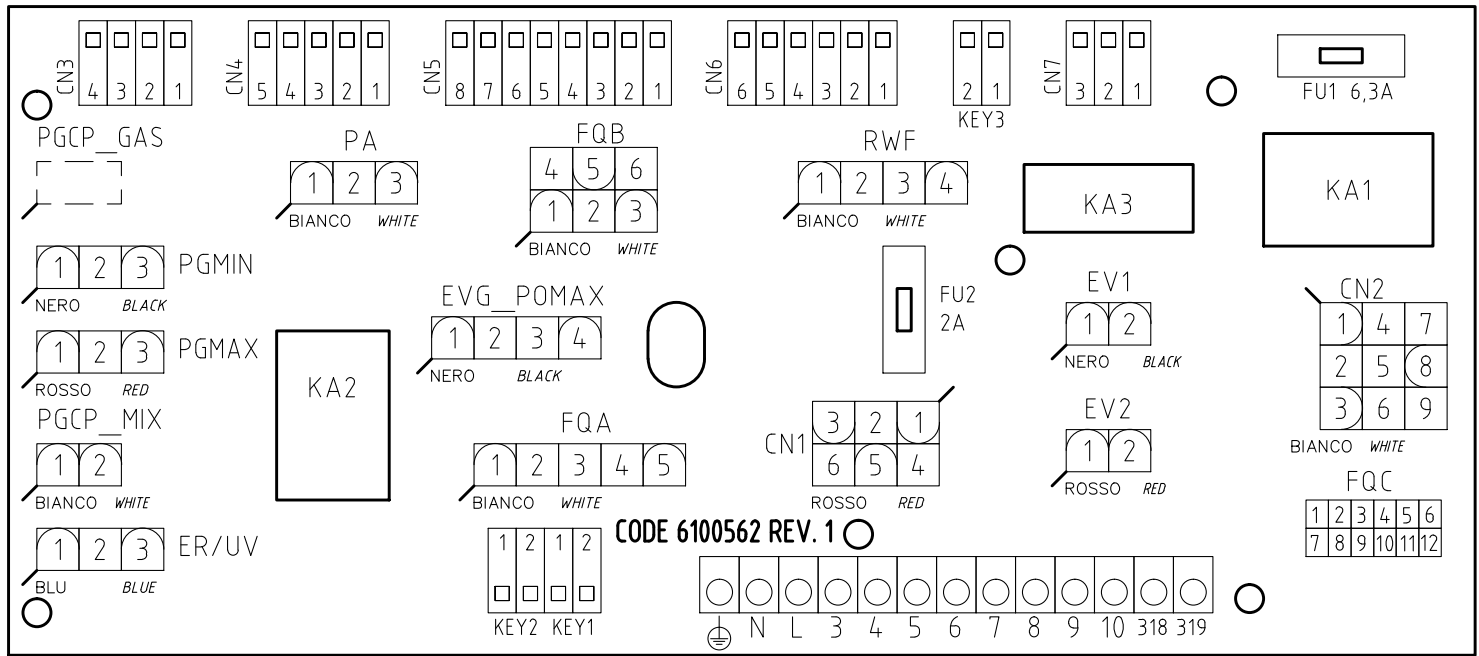 CN3 4 3 2 1
CN4 5 4 3 2 1
CN5 8 7 6 5 4 3 2 1
CN6 6 5 4 3 2 1
2 1
KEY3
CN7 3 2 1
FU1 6,3A
PGCP_GAS
PA
1 2 3
BIANCO WHITE
FQB
4 5 6
1 2 3
BIANCO WHITE
RWF
1 2 3 4
BIANCO WHITE
KA3
KA1
1 2 3 PGMIN
NERO BLACK
EVG_POMAX
1 2 3 4
NERO BLACK
FU2
2A
EV1
1 2
NERO BLACK
CN2
1 4 7
2 5 8
3 6 9
BIANCO WHITE
1 2 3 PGMAX
ROSSO RED
KA2
PGCP_MIX
1 2
BIANCO WHITE
FQA
1 2 3 4 5
BIANCO WHITE
CN1
3 2 1
6 5 4
ROSSO RED
EV2
1 2
ROSSO RED
FQC
1 2 3 4 5 6
7 8 9 10 11 12
1 2 3 ER/UV
BLU BLUE
1 2 1 2
KEY2 KEY1
CODE 6100562 REV. 1
N L 3 4 5 6 7 8 9 10 318 319